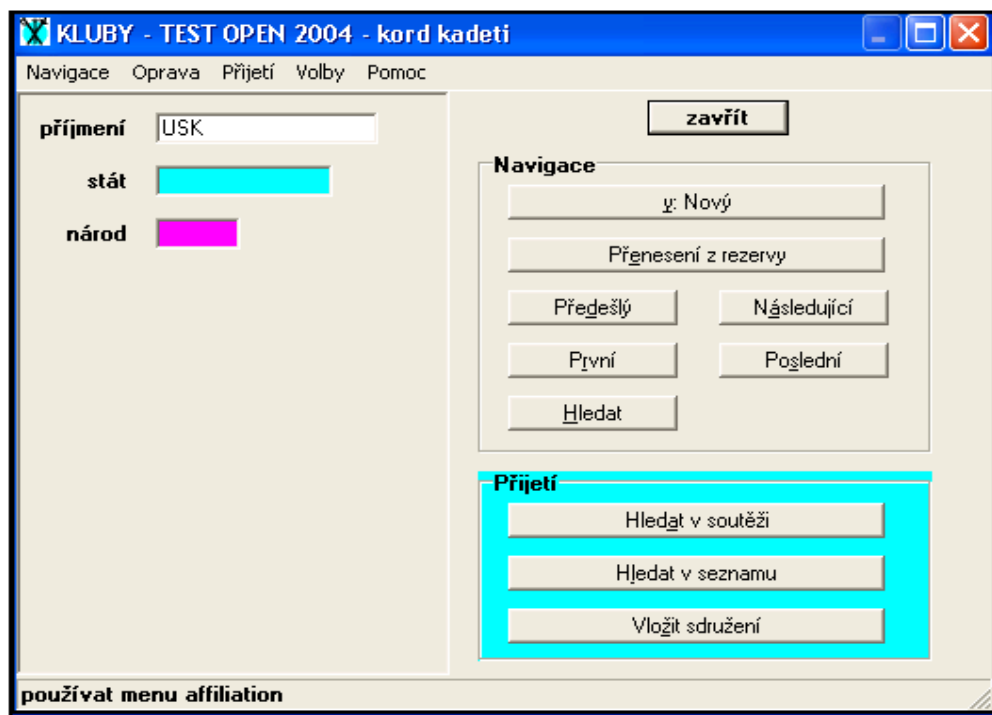 KLUBY - TEST OPEN 2004 - kord kadeti
Navigace Oprava Přijetí Volby Pomoc
příjmení USK
stát
národ
zavřít
Navigace
y: Nový
Přenesení z rezervy
Předešlý Následující
První Poslední
Hledat
Přijetí
Hledat v soutěži
Hledat v seznamu
Vložit sdružení
používat menu affiliation